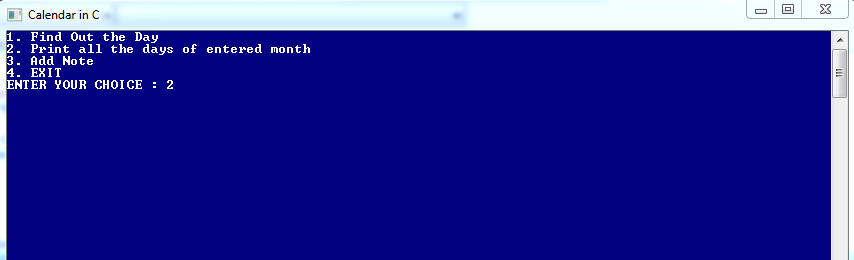 Calendar in C
1. Find Out the Day
2. Print all the days of entered month
3. Add Note
4. EXIT
ENTER YOUR CHOICE : 2